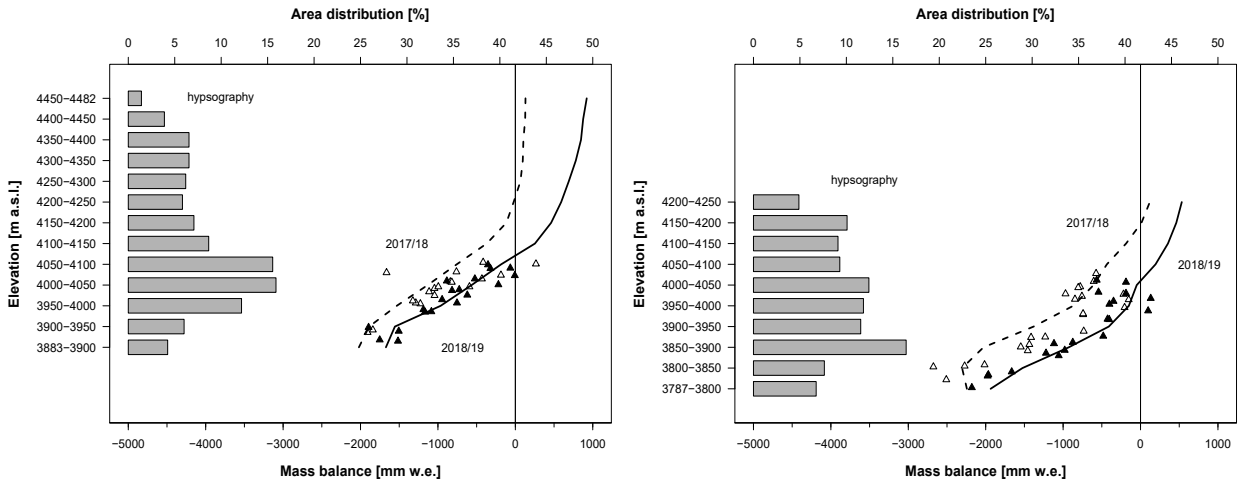 Area distribution [%]
0 5 10 15 20 25 30 35 40 45 50
4450−4482
4400−4450
4350−4400
4300−4350
4250−4300
4200−4250
4150−4200
4100−4150
4050−4100
4000−4050
3950−4000
3900−3950
3883−3900
Elevation [m a.s.l.]
hypsography
2017/18
2018/19
−5000 −4000 −3000 −2000 −1000 0 1000
Mass balance [mm w.e.]
Area distribution [%]
0 5 10 15 20 25 30 35 40 45 50
4200−4250
4150−4200
4100−4150
4050−4100
4000−4050
3950−4000
3900−3950
3850−3900
3800−3850
3787−3800
Elevation [m a.s.l.]
hypsography
2017/18
2018/19
−5000 −4000 −3000 −2000 −1000 0 1000
Mass balance [mm w.e.]